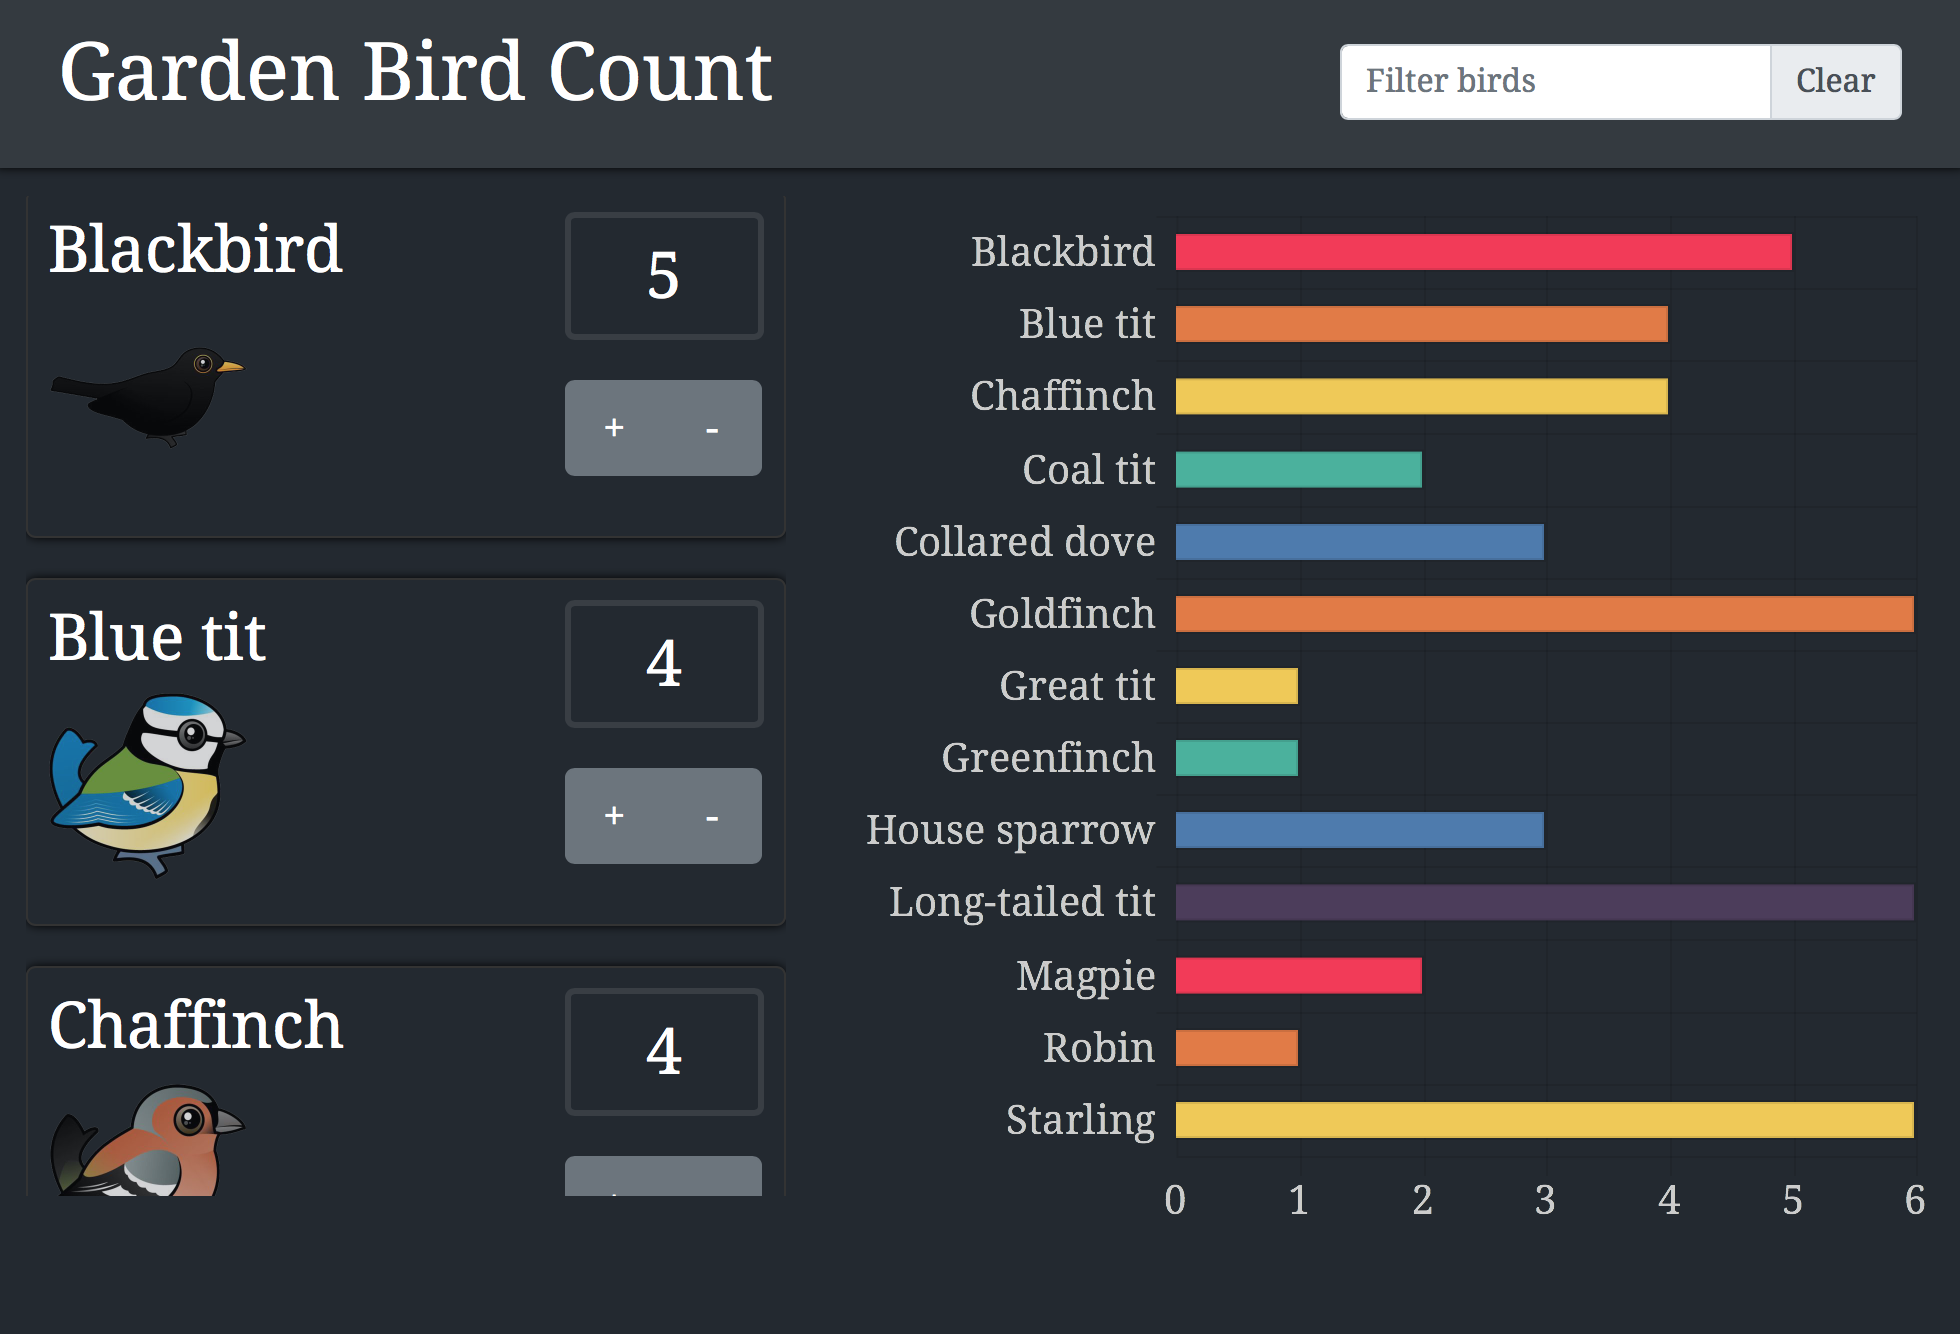 Garden Bird Count
Filter birds
Clear
Blackbird
5
+ -
Blue tit
4
+ -
Chaffinch
4
Blackbird
Blue tit
Chaffinch
Coal tit
Collared dove
Goldfinch
Great tit
Greenfinch
House sparrow
Long-tailed tit
Magpie
Robin
Starling
0 1 2 3 4 5 6